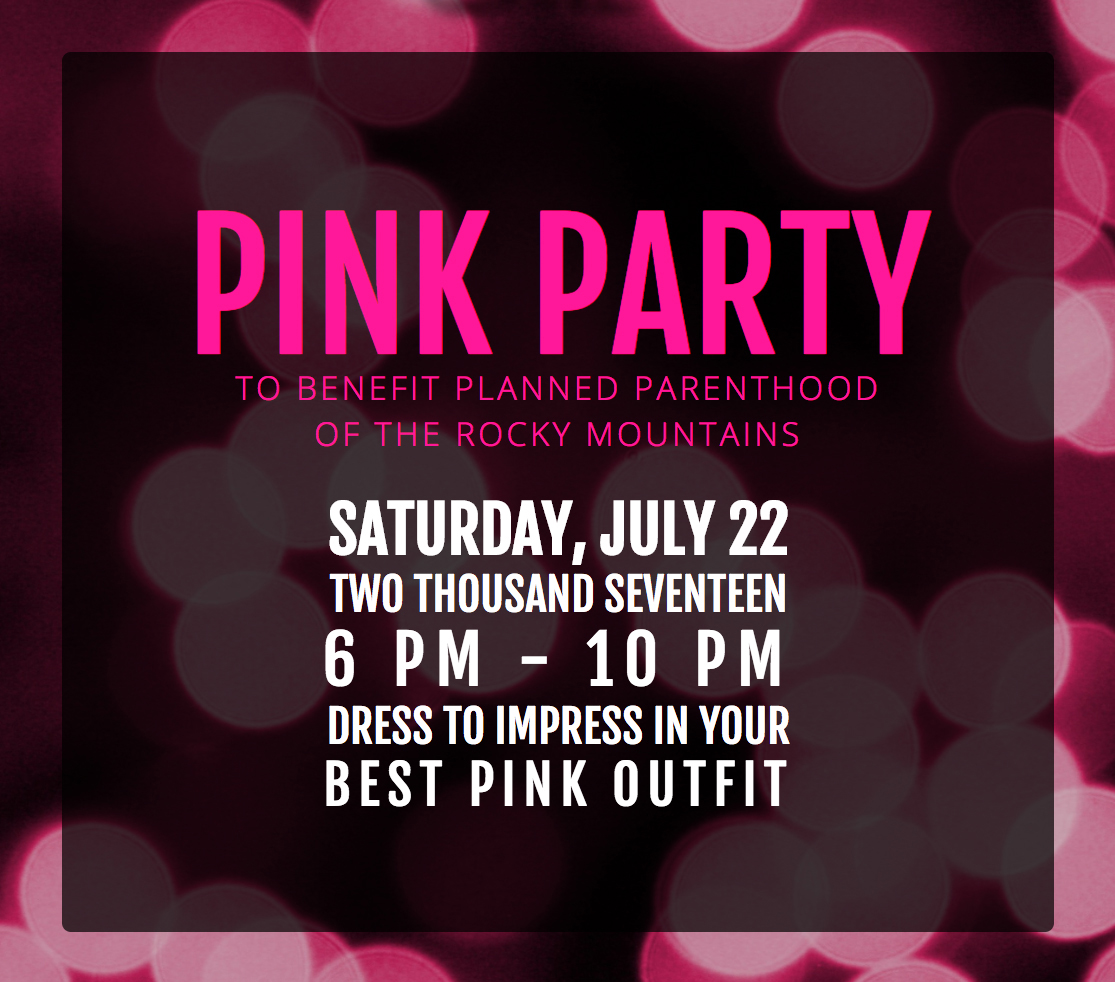 PINK PARTY
TO BENEFIT PLANNED PARENTHOOD
OF THE ROCKY MOUNTAINS
SATURDAY, JULY 22
TWO THOUSAND SEVENTEEN
6 PM - 10 PM
DRESS TO IMPRESS IN YOUR
BEST PINK OUTFIT